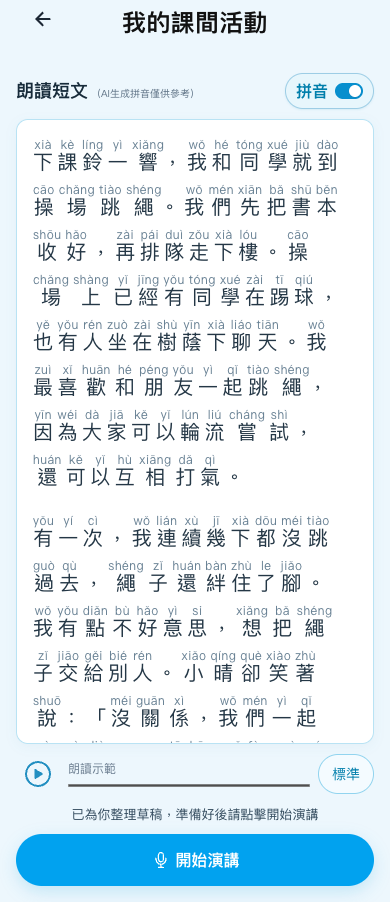 我的課間活動
朗讀短文 (AI生成拼音僅供參考) 拼音
xià kè líng yì xiǎng wǒ hé tóng xué jiù dào
下課鈴一響，我和同學就到
cāo chǎng tiào shéng wǒ men xiān bǎ shū běn
操場跳繩。我們先把書本
shōu hǎo zài pái duì zǒu xià lóu cāo
收好，再排隊走下樓。操
chǎng shàng yǐ jīng yǒu tóng xué zài tī qiú
場上已經有同學在踢球，
yě yǒu rén zuò zài shù yīn xià liáo tiān wǒ
也有人坐在樹蔭下聊天。我
zuì xǐ huān hé péng yǒu yì qǐ tiào shéng
最喜歡和朋友一起跳繩，
yīn wéi dà jiā kě yǐ lún liú cháng shì
因為大家可以輪流嘗試，
huán kě yǐ hù xiāng dǎ qì
還可以互相打氣。
yǒu yí cì wǒ lián xù jǐ xià dōu méi tiào
有一次，我連續幾下都沒跳
guò qù shéng zǐ huán bàn zhù le jiǎo
過去，繩子還絆住了腳。
wǒ yǒu diǎn bù hǎo yì si xiǎng bǎ shéng
我有點不好意思，想把繩
zǐ jiāo gěi bié rén xiǎo qíng què xiào zhù
子交給別人。小晴卻笑著
shuō méi guān xì wǒ men yì qǐ
說：「沒關係，我們一起
朗讀示範
標準
已為你整理草稿，準備好後請點擊開始演講
開始演講